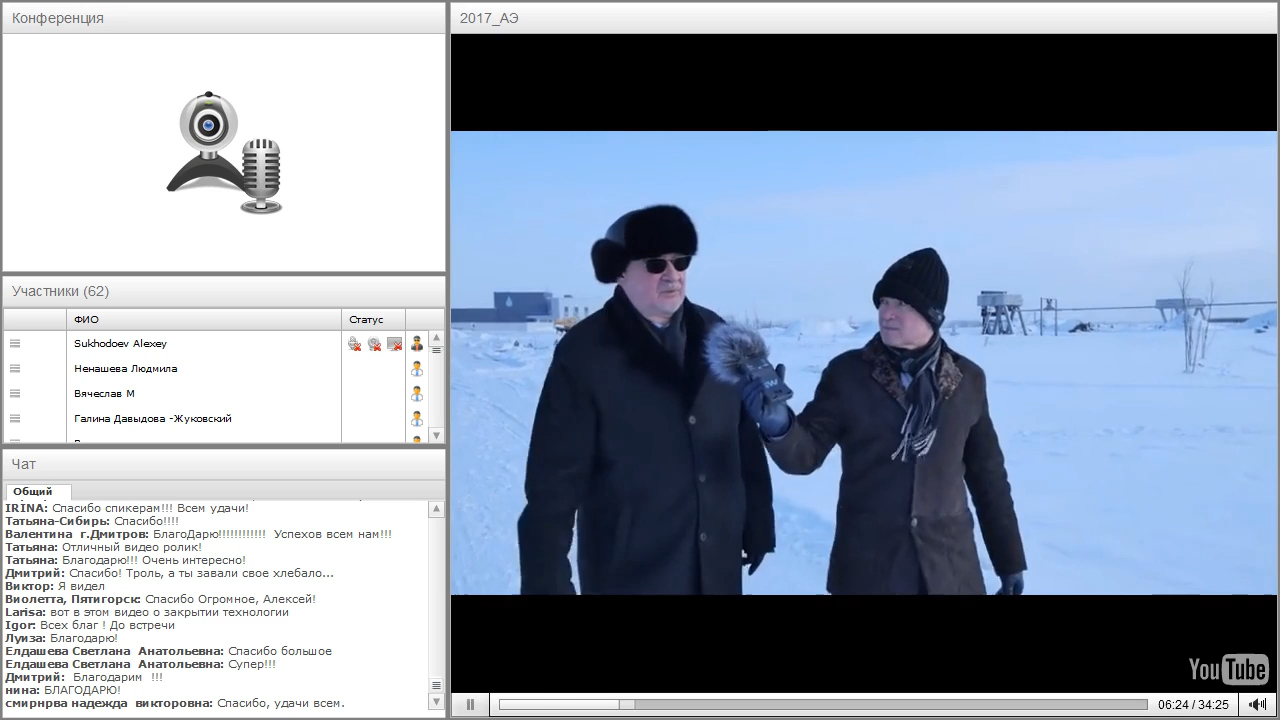 Конференция
2017_АЭ
Участники (62)
ФИО
Статус
Sukhodoev Alexey
Ненашева Людмила
Вячеслав М
Галина Давыдова -Жуковский
Чат
Общий
IRINA: Спасибо спикерам!!! Всем удачи!
Татьяна-Сибирь: Спасибо!!!!
Валентина г.Дмитров: БлагоДарю!!!!!!!!!!!! Успехов всем нам!!!
Татьяна: Отличный видео ролик!
Татьяна: Благодарю!!! Очень интересно!
Дмитрий: Спасибо! Троль, а ты завали свое хлебало...
Виктор: Я видел
Виолетта, Пятигорск: Спасибо Огромное, Алексей!
Larisa: вот в этом видео о закрытии технологии
Igor: Всех благ ! До встречи
Луиза: Благодарю!
Елдашева Светлана Анатольевна: Спасибо большое
Елдашева Светлана Анатольевна: Супер!!!
Дмитрий: Благодарим !!!
нина: БЛАГОДАРЮ!
смирнрва надежда викторовна: Спасибо, удачи всем.
YouTube
06:24 / 34:25